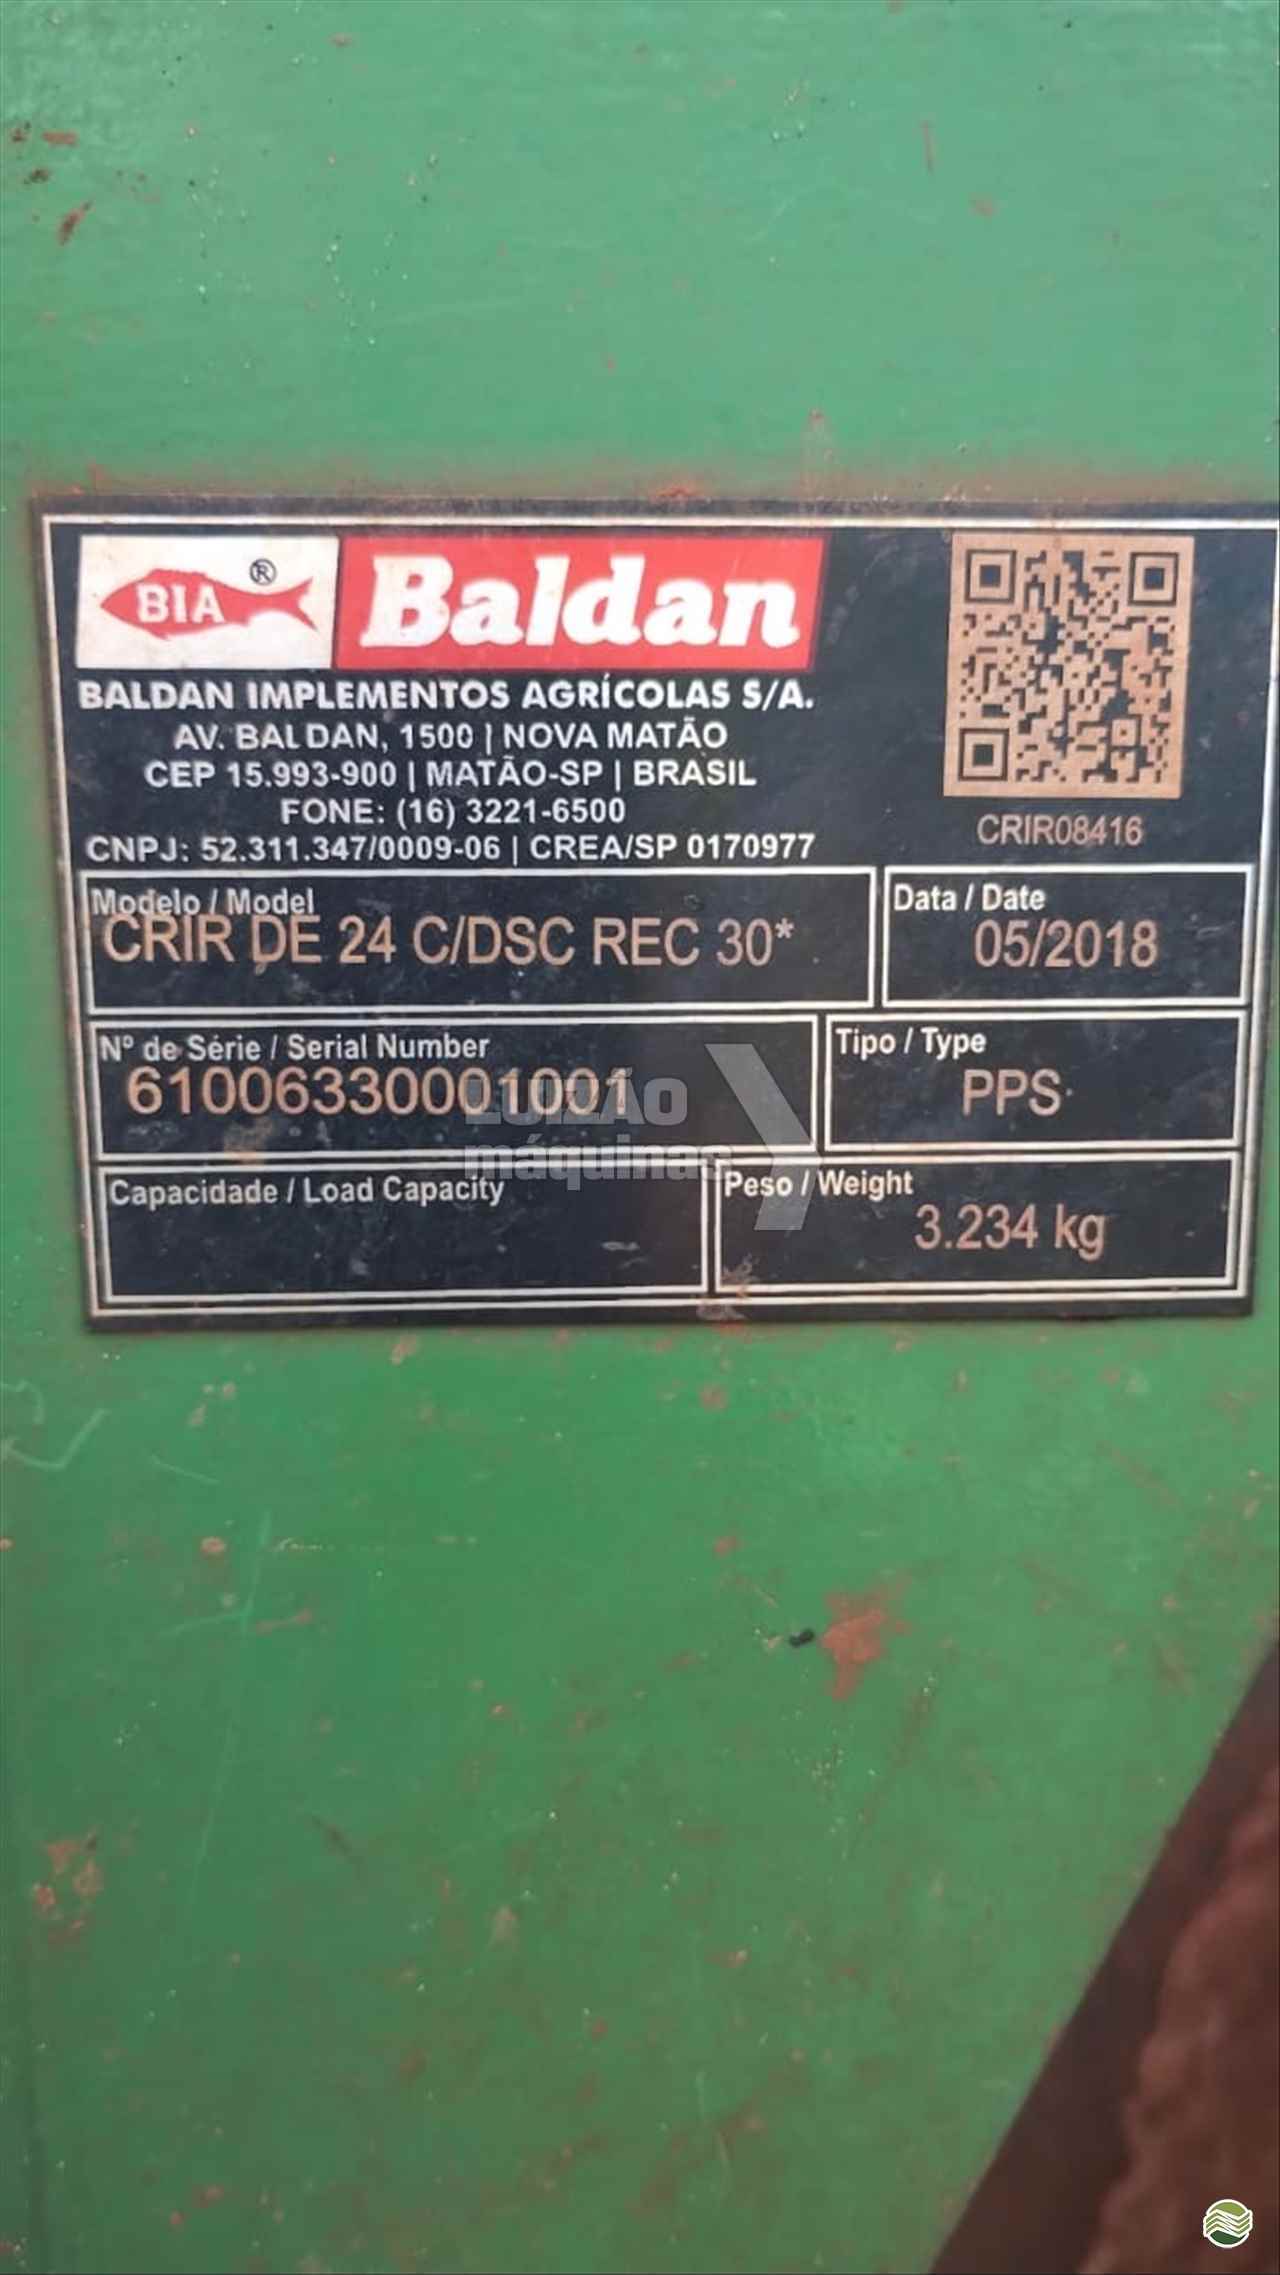 BIA ®
Baldan
BALDAN IMPLEMENTOS AGRÍCOLAS S/A.
AV. BALDAN, 1500 | NOVA MATÃO
CEP 15.993-900 | MATÃO-SP | BRASIL
FONE: (16) 3221-6500
CNPJ: 52.311.347/0009-06 | CREA/SP 0170977
CRIR08416
Modelo / Model
CRIR DE 24 C/DSC REC 30*
Data / Date
05/2018
Nº de Série / Serial Number
61006330001001
Tipo / Type
PPS
LUIZÃO
máquinas
Capacidade / Load Capacity
Peso / Weight
3.234 kg